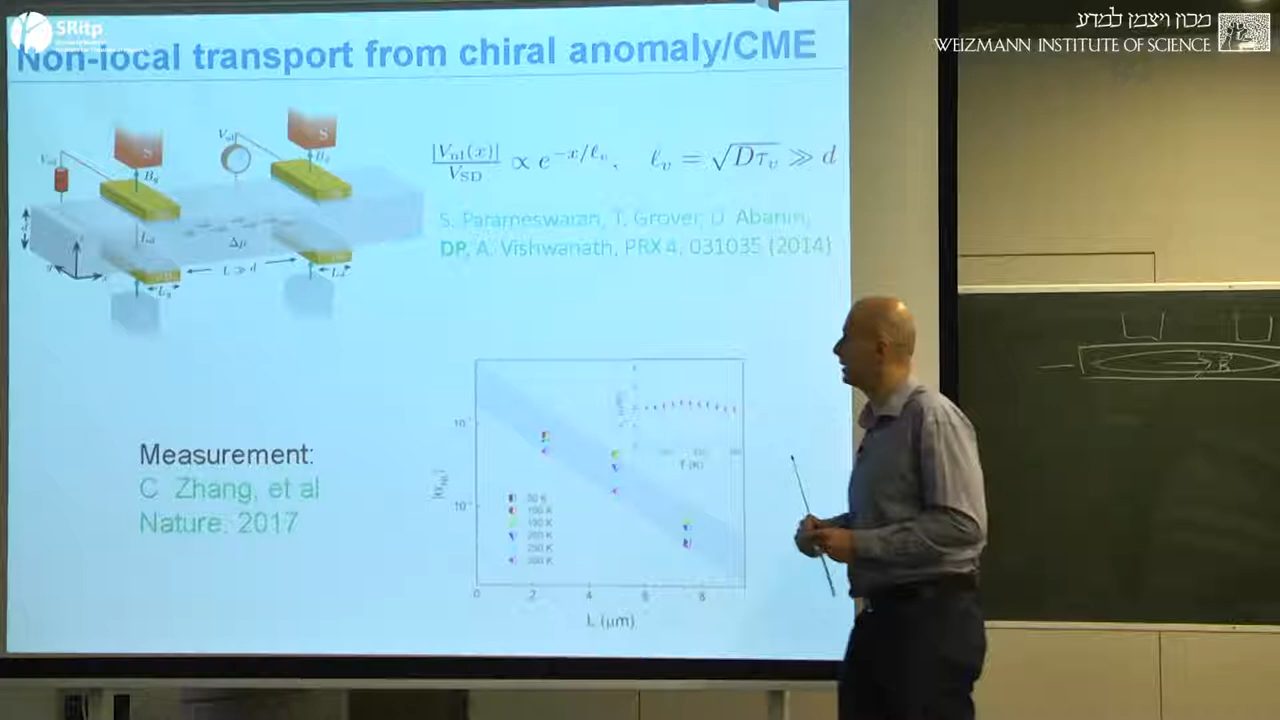 SRitp
מכון ויצמן למדע
WEIZMANN INSTITUTE OF SCIENCE
Non-local transport from chiral anomaly/CME
S
S
Δμ
L ≫ d
|V_nl(x)| / V_SD ∝ e^{-x/ℓ_v}, ℓ_v = √Dτ_v ≫ d
S. Parameswaran, T. Grover, D. Abanin,
DP, A. Vishwanath, PRX 4, 031035 (2014)
Measurement:
C. Zhang, et al
Nature. 2017
T (K)
50 K
100 K
150 K
200 K
250 K
300 K
0 2 4 6 8
L (μm)
B